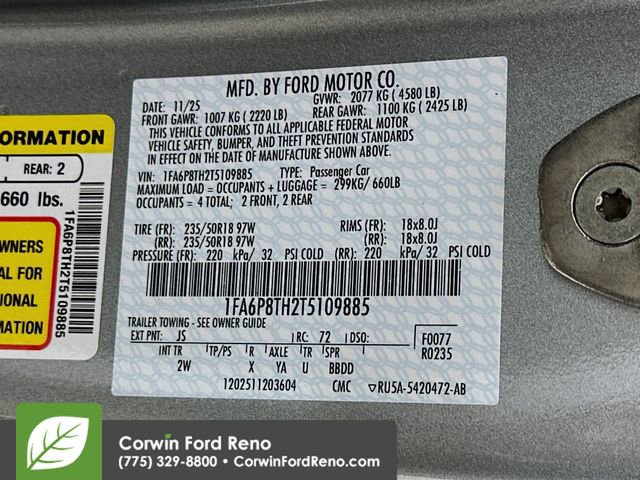 MFD. BY FORD MOTOR CO.
DATE: 11/25 GVWR: 2077 KG ( 4580 LB)
FRONT GAWR: 1007 KG ( 2220 LB) REAR GAWR: 1100 KG ( 2425 LB)
THIS VEHICLE CONFORMS TO ALL APPLICABLE FEDERAL MOTOR
VEHICLE SAFETY, BUMPER, AND THEFT PREVENTION STANDARDS
IN EFFECT ON THE DATE OF MANUFACTURE SHOWN ABOVE.
VIN: 1FA6P8TH2T5109885 TYPE: Passenger Car
MAXIMUM LOAD = OCCUPANTS + LUGGAGE = 299KG/660LB
OCCUPANTS = 4 TOTAL; 2 FRONT, 2 REAR
TIRE (FR): 235/50R18 97W RIMS (FR): 18x8.0J
(RR): 235/50R18 97W (RR): 18x8.0J
PRESSURE (FR): 220 kPa/ 32 PSI COLD (RR): 220 kPa/ 32 PSI COLD
1FA6P8TH2T5109885
TRAILER TOWING - SEE OWNER GUIDE
EXT PNT: JS RC: 72 DSO: F0077
INT TR TP/PS R AXLE TR SPR R0235
2W X YA U BBDD
1202511203604 CMC ▽RU5A-5420472-AB
ORMATION
REAR: 2
660 lbs.
WNERS
AL FOR
TIONAL
MATION
1FA6P8TH2T5109885
Corwin Ford Reno
(775) 329-8800 • CorwinFordReno.com